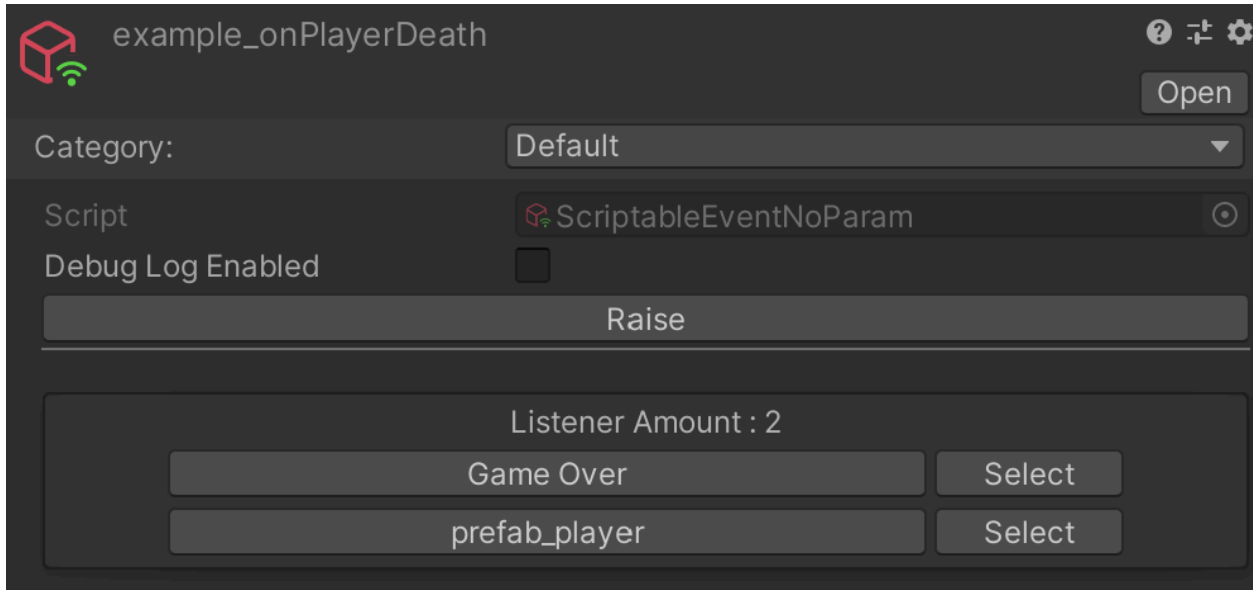 example_onPlayerDeath
Open
Category: Default
Script ScriptableEventNoParam
Debug Log Enabled
Raise
Listener Amount : 2
Game Over Select
prefab_player Select